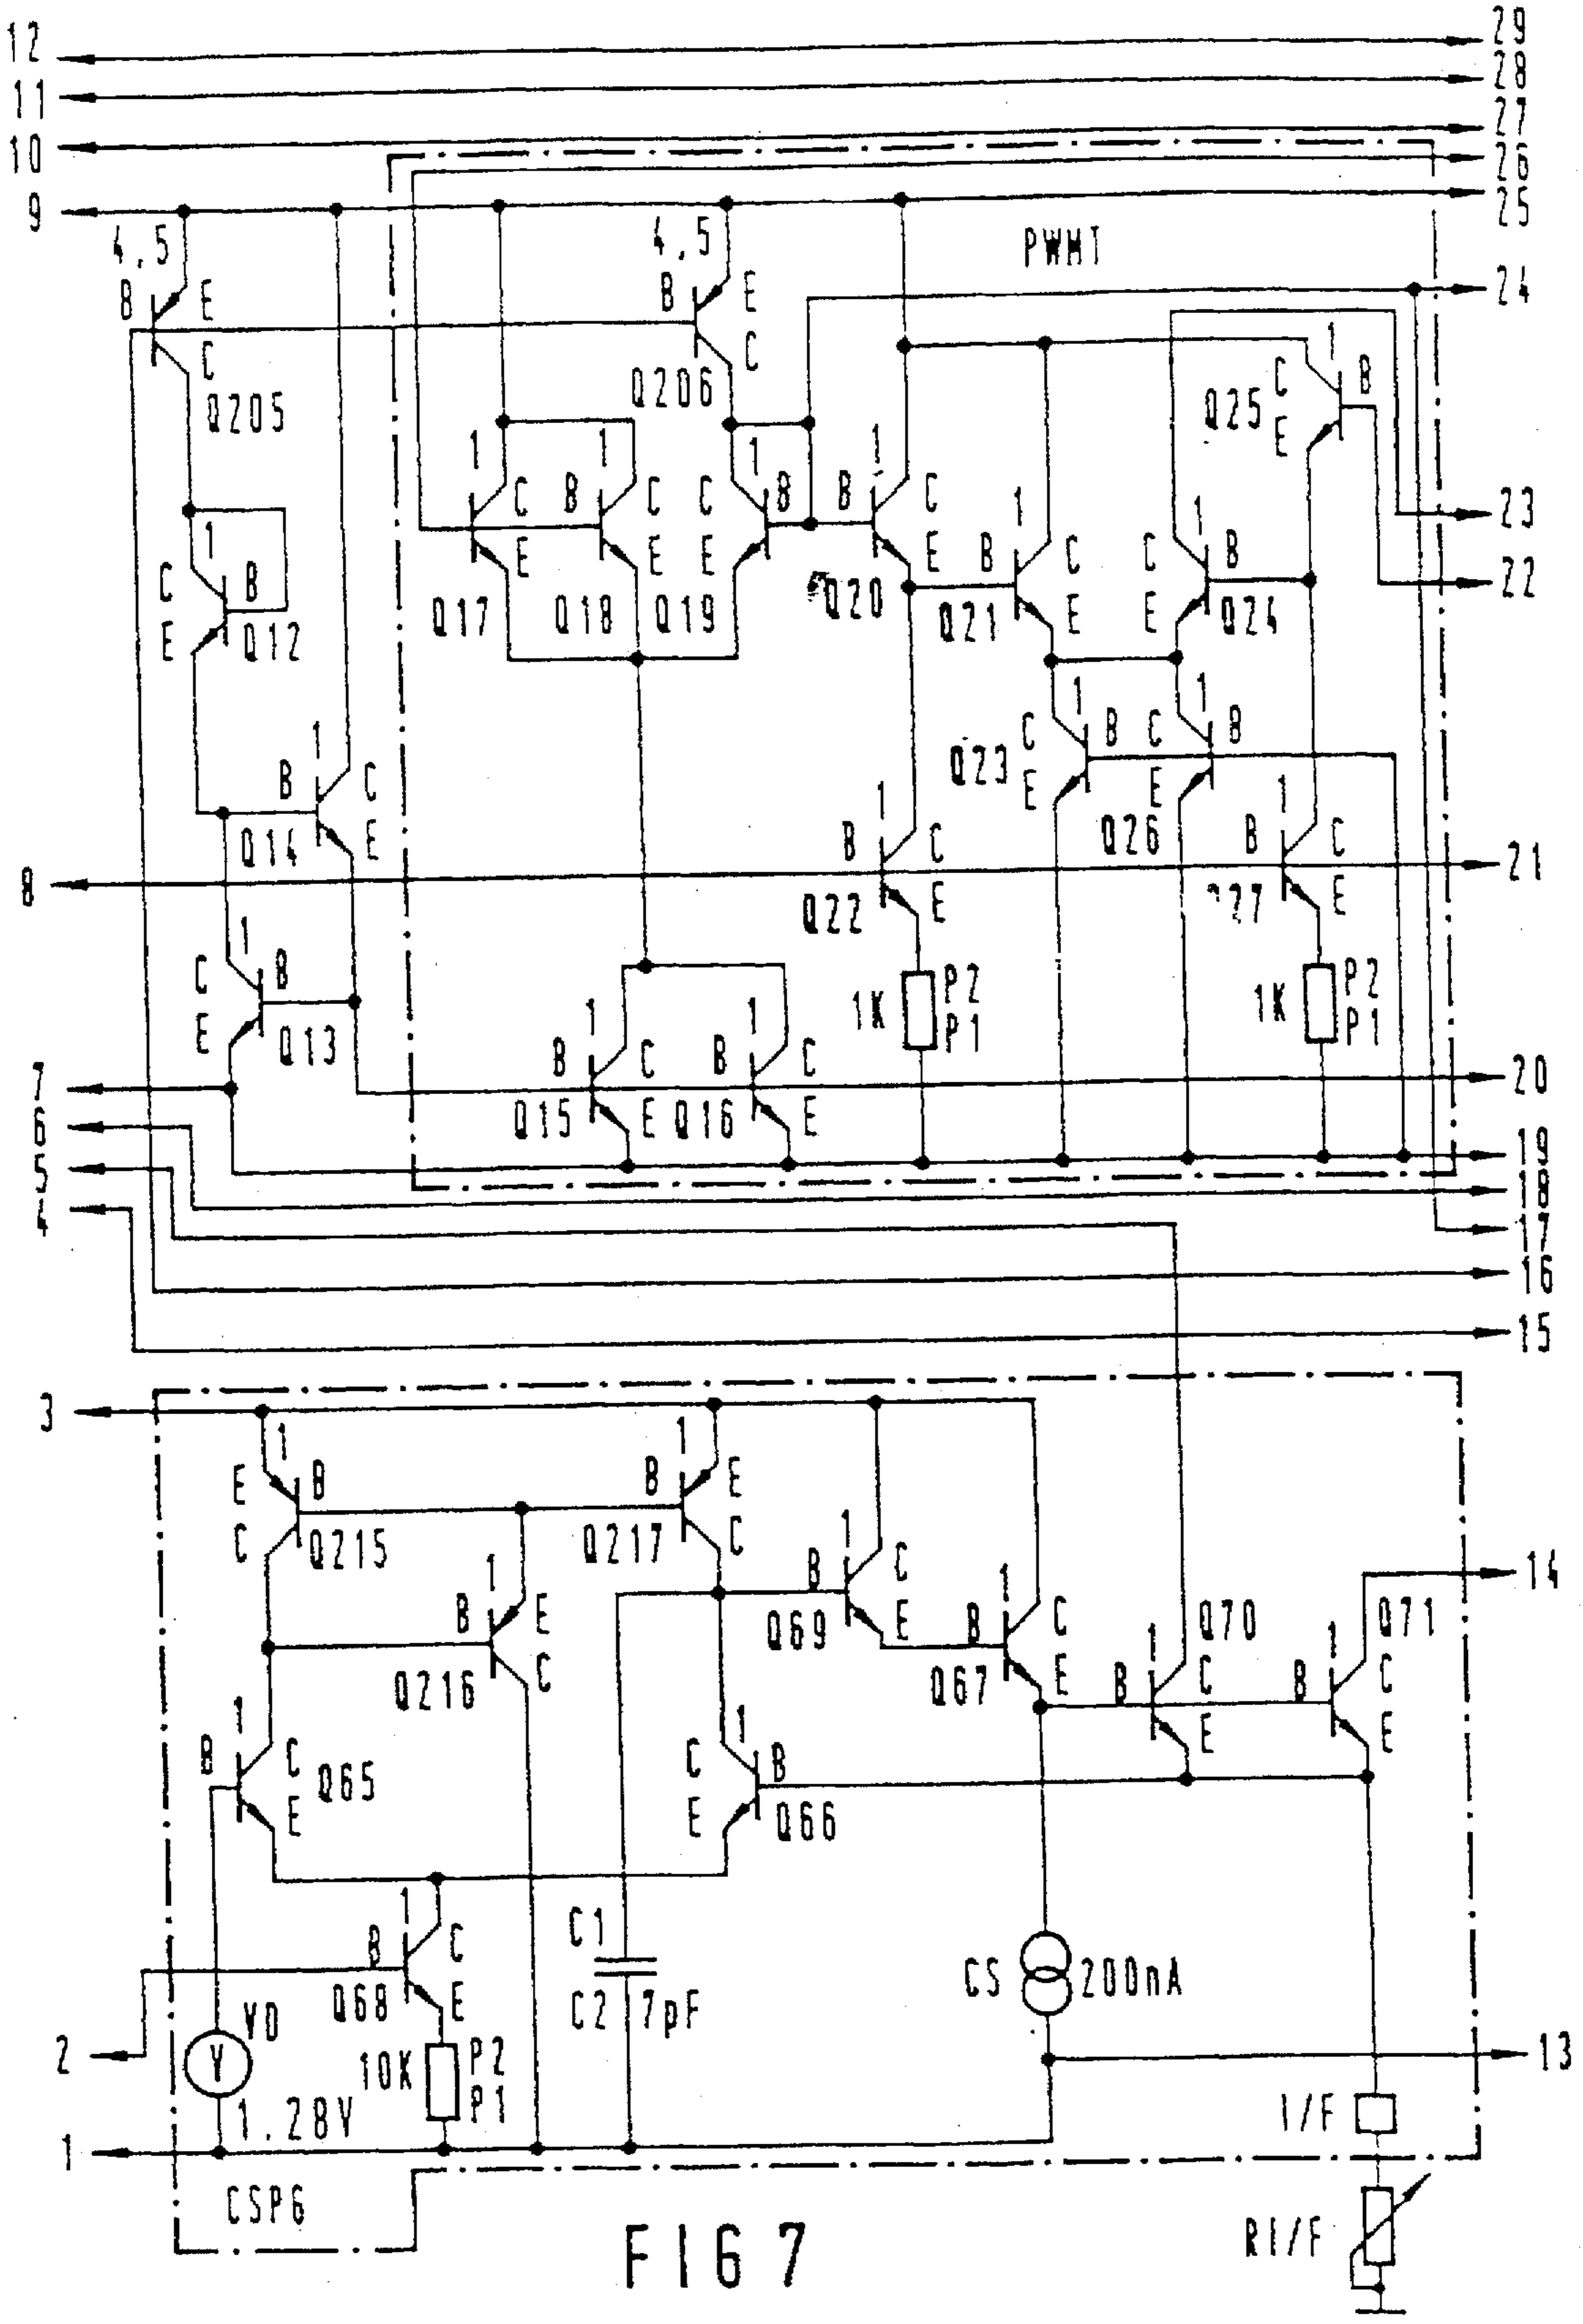 12 29
11 28
10 27
26
9 25
4,5 4,5 PWMT
B E B E 24
C C 1
Q205 Q206 C B
Q25 E
1 1 1 1
C B C C B B C 1 23
E E E E B C C B 22
1 Q17 Q18 Q19 Q20 Q21 E E Q24
C B
E Q12
1 1 1
C B C B
Q23 E E
B C 1 Q26 1
Q14 E B C B C 21
8 Q22 E 27 E
1
C B 1K P2 1K P2
E Q13 1 1 P1 P1
7 B C B C 20
6 Q15 E Q16 E
5 19
4 18
17
16
15
3
1 1
E B B E
C Q215 Q217 C 1
1 B C 14
B E Q69 E 1
Q216 C B C Q70 Q71
Q67 E 1 1
B C B C
E E
1 1
B C Q65 C B
E E Q66
1 C1
B C CS 200nA
Q68 E C2 7pF
2 VD 13
V 10K P2
1.28V P1 I/F
1
CSPG
RI/F
FIG 7